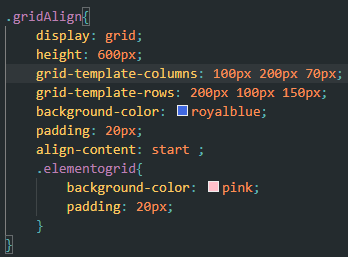 .gridAlign{
display: grid;
height: 600px;
grid-template-columns: 100px 200px 70px;
grid-template-rows: 200px 100px 150px;
background-color: royalblue;
padding: 20px;
align-content: start ;
.elementogrid{
background-color: pink;
padding: 20px;
}
}